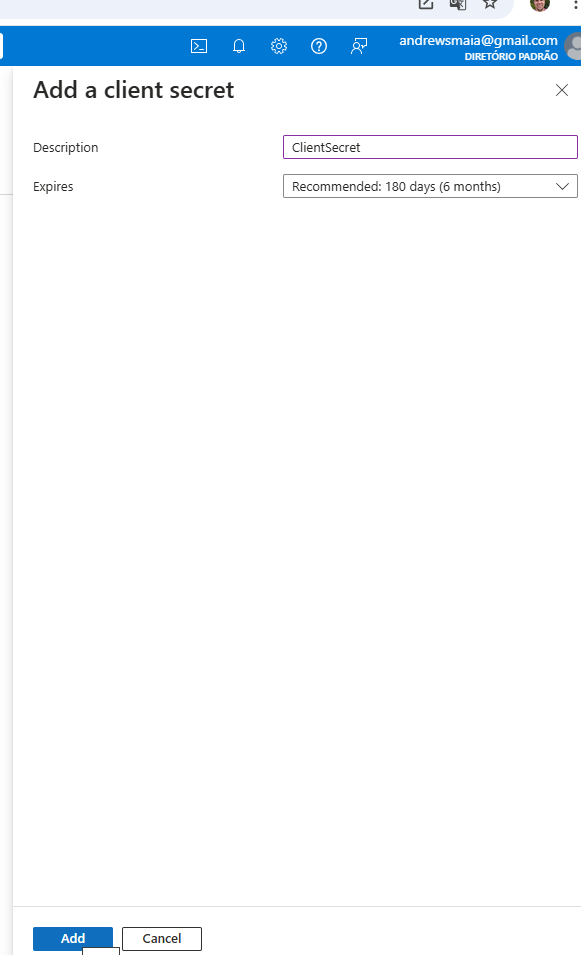 andrewsmaia@gmail.com
DIRETÓRIO PADRÃO
Add a client secret
Description
ClientSecret
Expires
Recommended: 180 days (6 months)
Add
Cancel